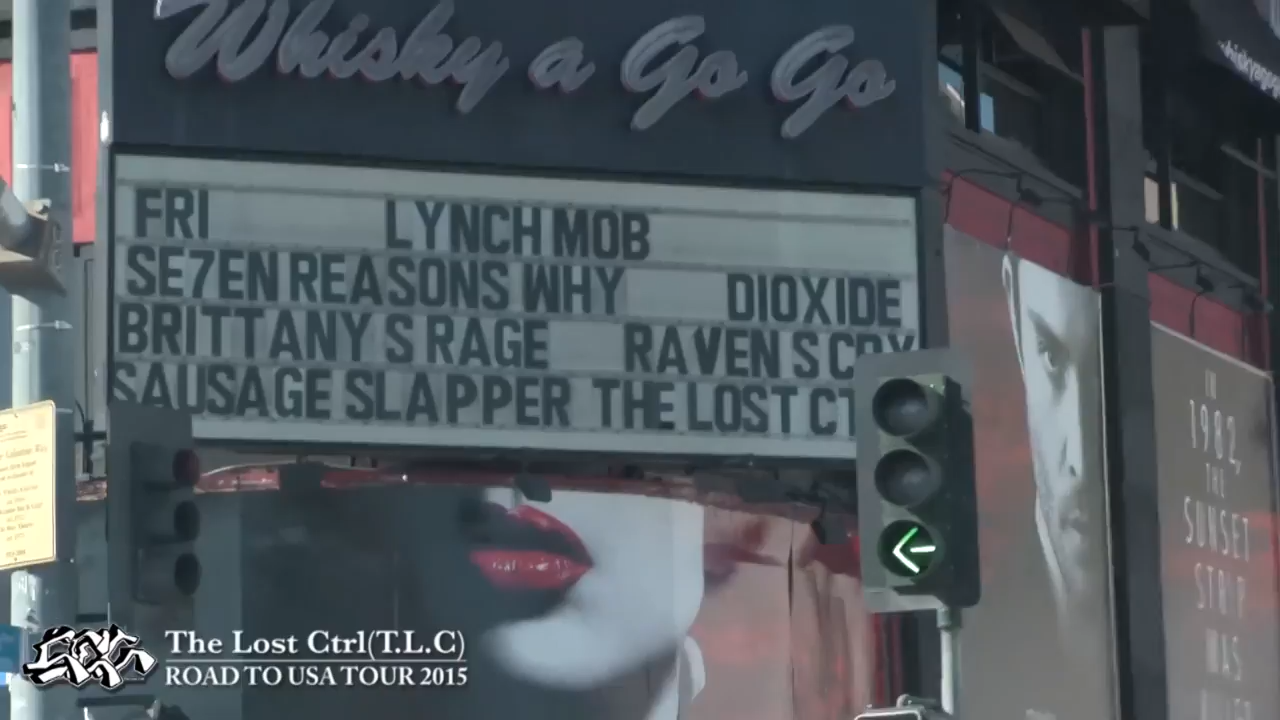 Whisky a Go Go
FRI LYNCH MOB
SE7EN REASONS WHY DIOXIDE
BRITTANY S RAGE RAVEN S CRY
SAUSAGE SLAPPER THE LOST CT
IN
1982,
THE
SUNSET
STRIP
WAS
The Lost Ctrl(T.L.C)
ROAD TO USA TOUR 2015